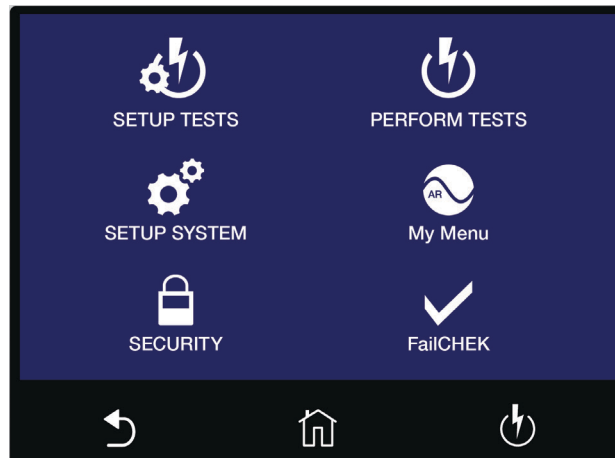 SETUP TESTS
PERFORM TESTS
SETUP SYSTEM
AR
My Menu
SECURITY
FailCHEK